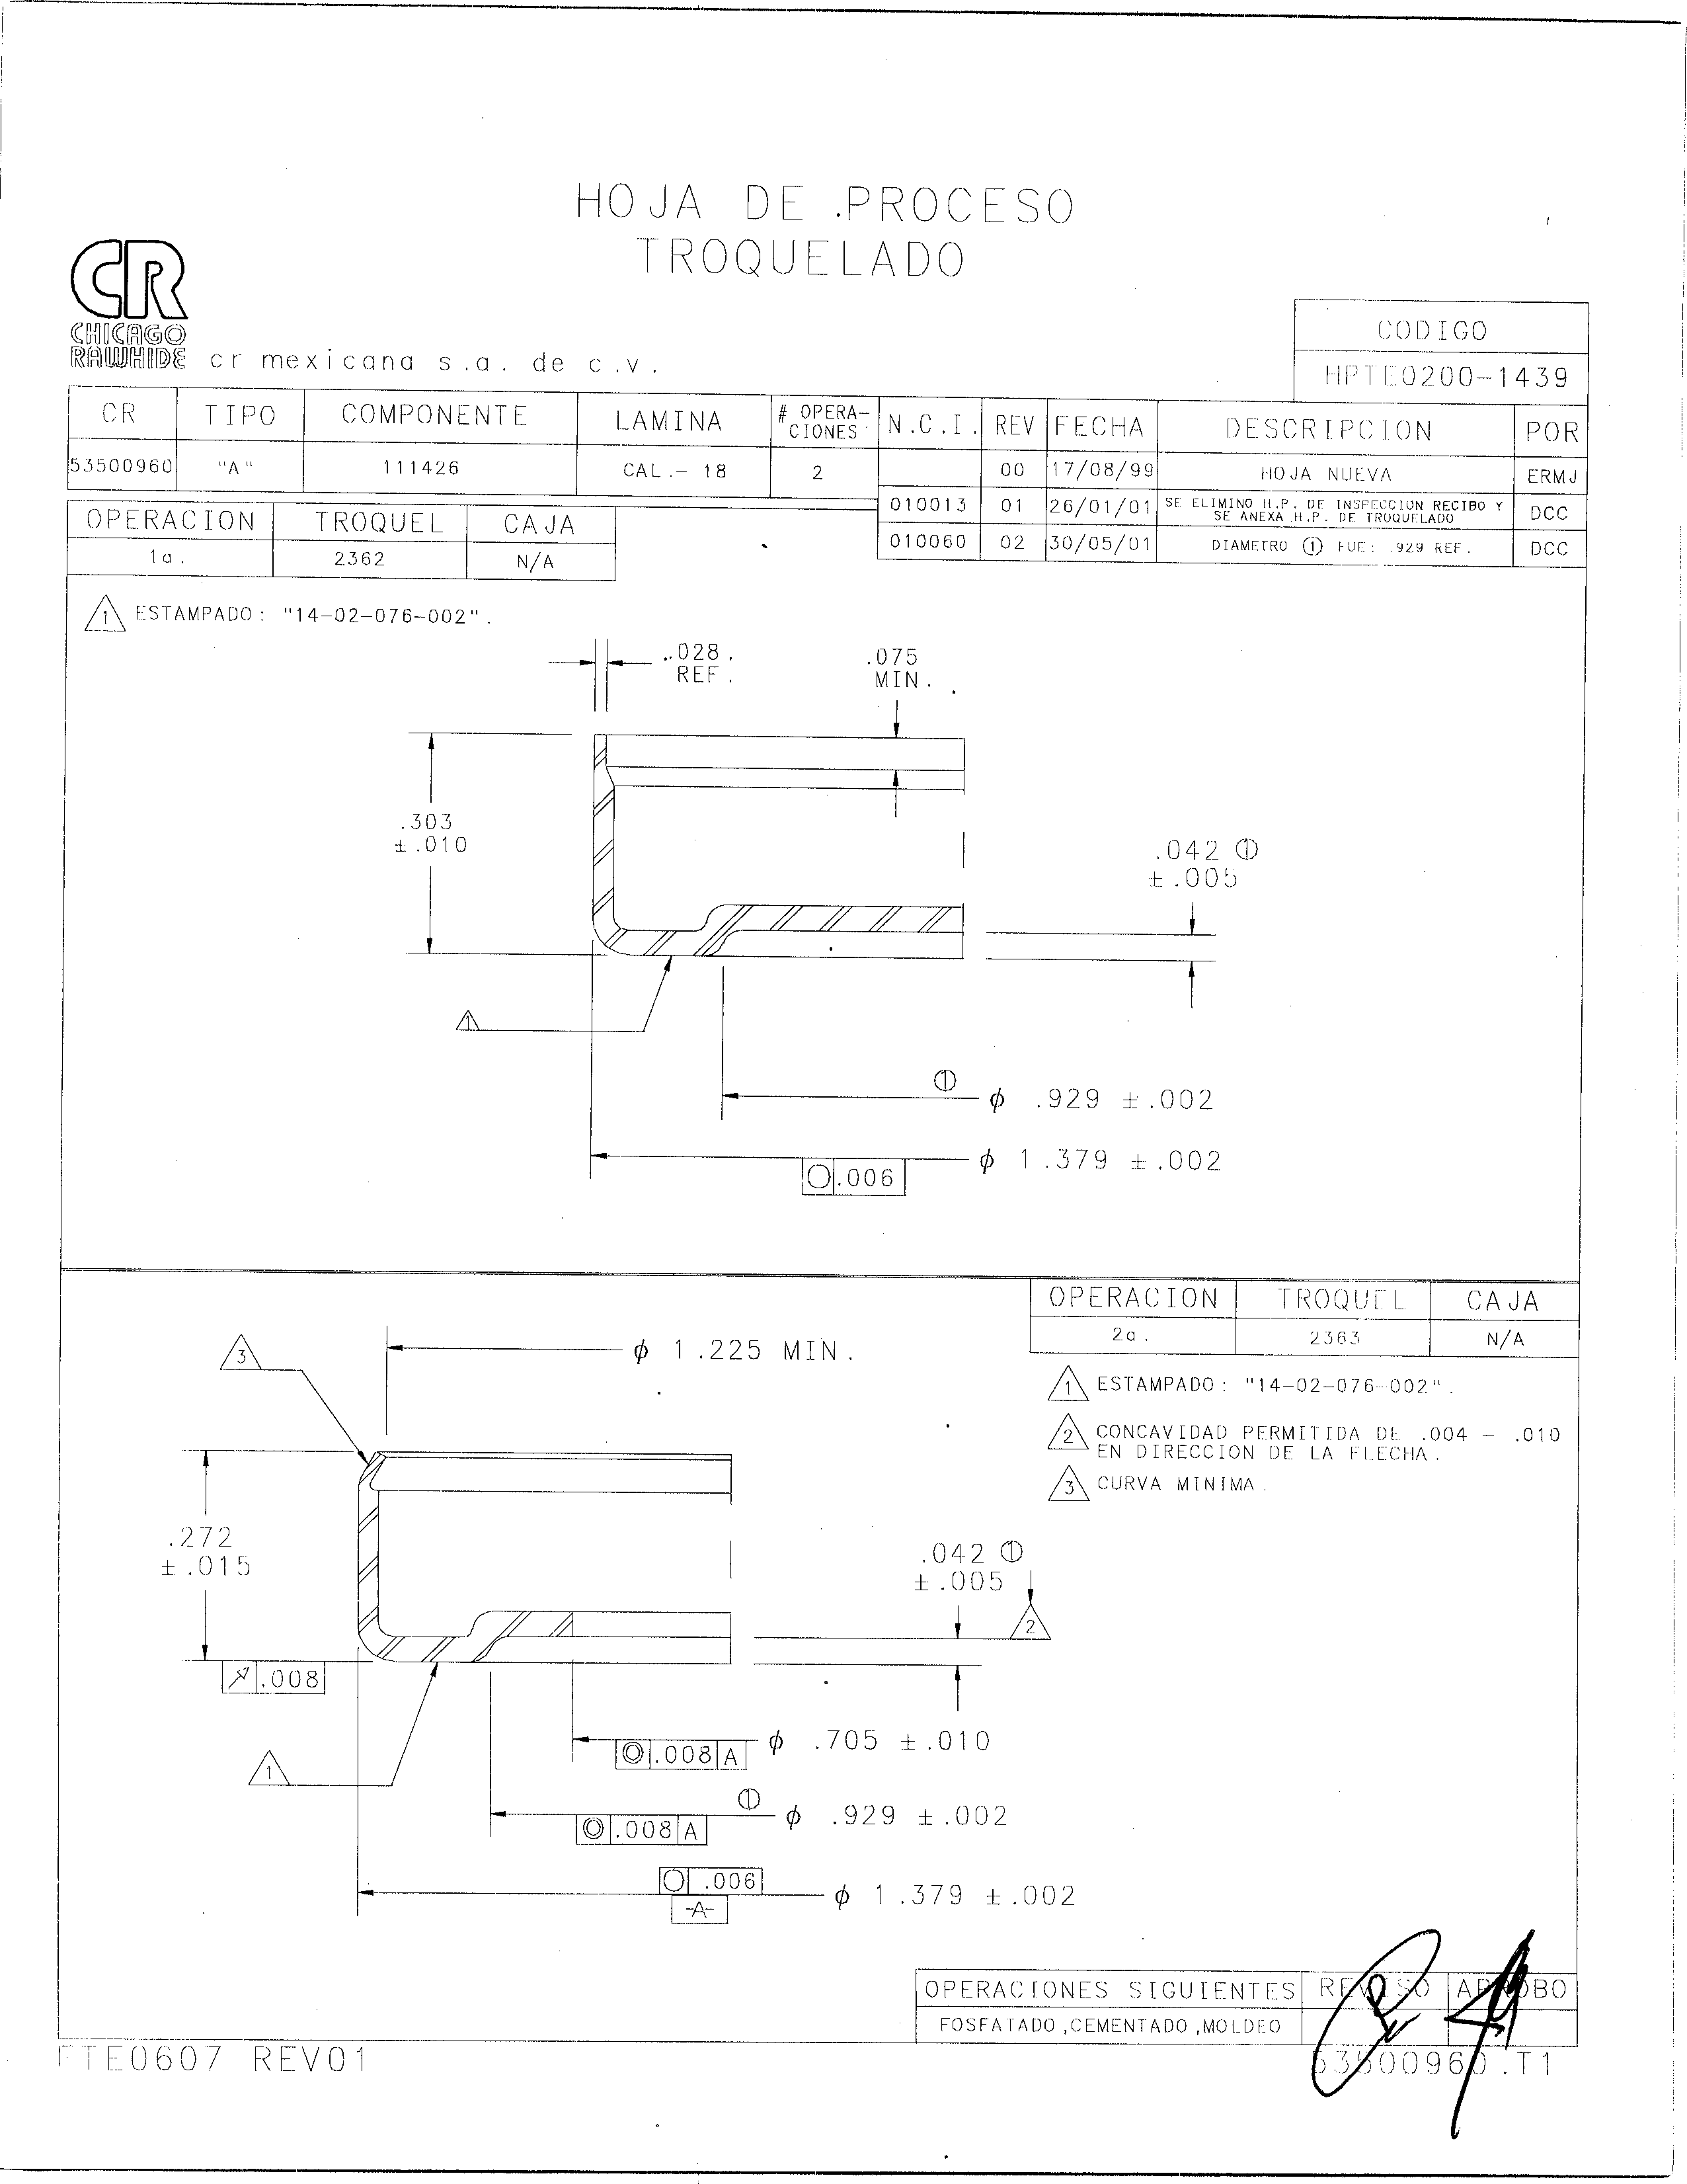 HOJA DE PROCESO
TROQUELADO
CR
CHICAGO
RAWHIDE cr mexicana s.a. de c.v.
CODIGO
HPTE0200-1439
CR TIPO COMPONENTE LAMINA # OPERA-CIONES N.C.I. REV FECHA DESCRIPCION POR
53500960 "A" 111426 CAL.- 18 2 00 17/08/99 HOJA NUEVA ERMJ
010013 01 26/01/01 SE ELIMINO H.P. DE INSPECCION RECIBO Y
SE ANEXA H.P. DE TROQUELADO DCC
010060 02 30/05/01 DIAMETRO ① FUE: .929 REF. DCC
OPERACION TROQUEL CAJA
1a. 2362 N/A
1 ESTAMPADO: "14-02-076-002".
.028
REF.
.075
MIN.
.303
±.010
.042 ①
±.005
1
①
φ .929 ±.002
φ 1.379 ±.002
○ .006
OPERACION TROQUEL CAJA
2a. 2363 N/A
1 ESTAMPADO: "14-02-076-002".
2 CONCAVIDAD PERMITIDA DE .004 - .010
EN DIRECCION DE LA FLECHA.
3 CURVA MINIMA.
3
φ 1.225 MIN.
.272
±.015
.042 ①
±.005
2
↗ .008
1
◎ .008 A φ .705 ±.010
①
◎ .008 A φ .929 ±.002
○ .006
-A-
φ 1.379 ±.002
OPERACIONES SIGUIENTES REVISO APROBO
FOSFATADO,CEMENTADO,MOLDEO
FTE0607 REV01
53500960.T1